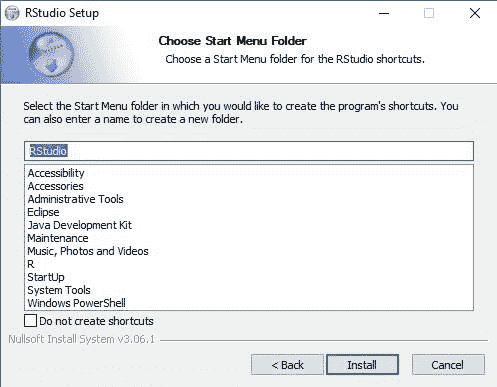 RStudio Setup
Choose Start Menu Folder
Choose a Start Menu folder for the RStudio shortcuts.
Select the Start Menu folder in which you would like to create the program's shortcuts. You
can also enter a name to create a new folder.
RStudio
Accessibility
Accessories
Administrative Tools
Eclipse
Java Development Kit
Maintenance
Music, Photos and Videos
R
StartUp
System Tools
Windows PowerShell
Do not create shortcuts
Nullsoft Install System v3.06.1
< Back
Install
Cancel